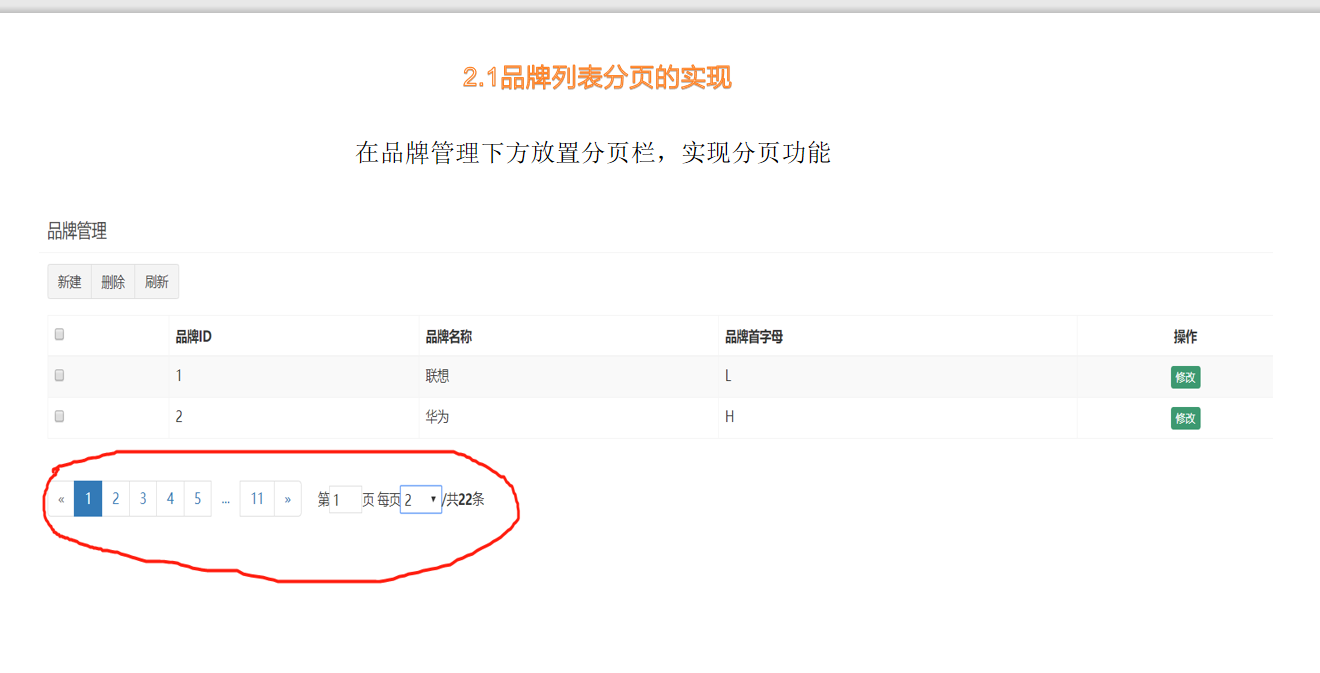 2.1品牌列表分页的实现
在品牌管理下方放置分页栏，实现分页功能
品牌管理
新建 删除 刷新
品牌ID 品牌名称 品牌首字母 操作
1 联想 L 修改
2 华为 H 修改
« 1 2 3 4 5 ... 11 » 第1 页 每页2 /共22条